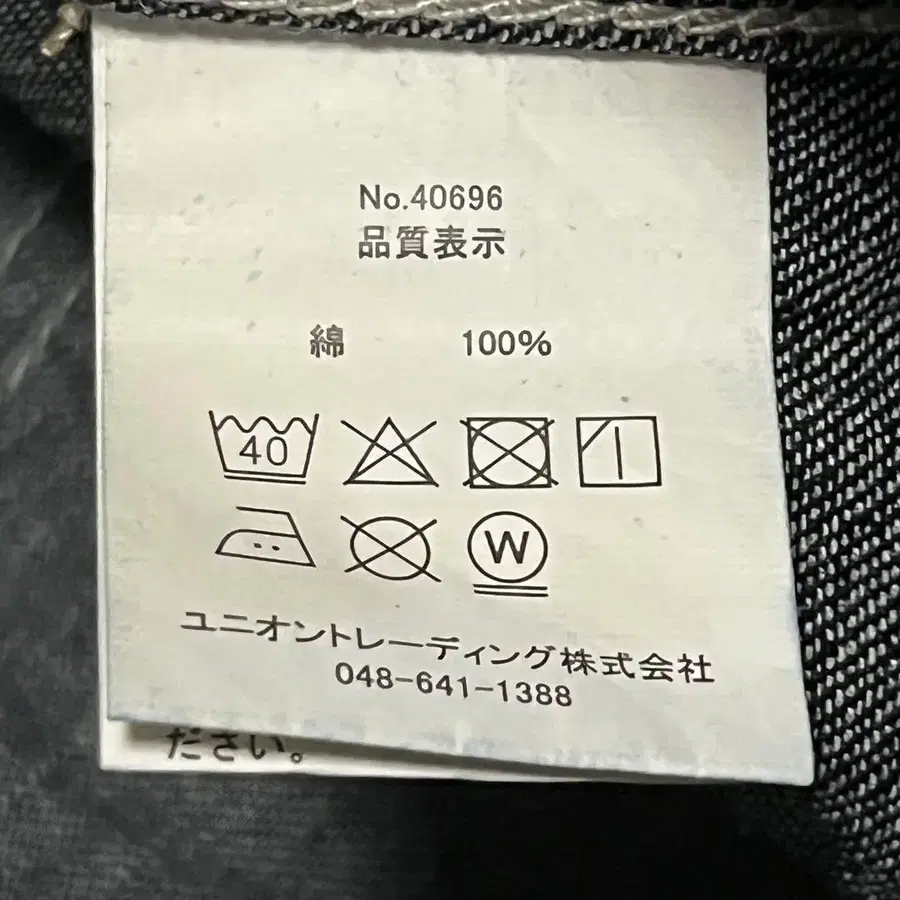 No.40696
品質表示
綿 100%
40
W
ユニオントレーディング株式会社
048-641-1388
ださい。